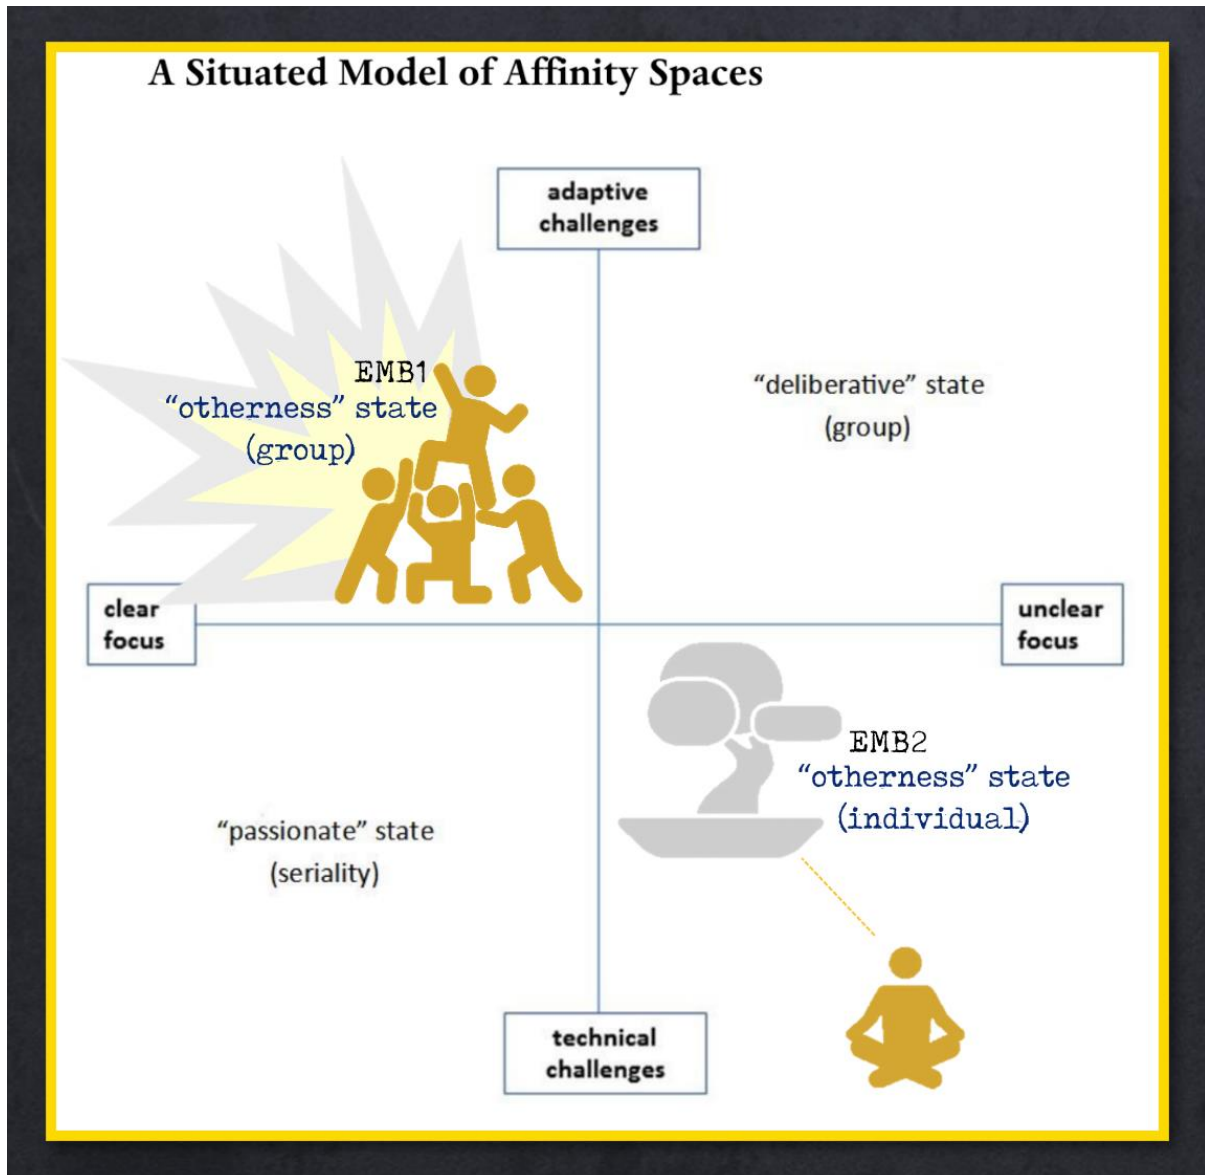 A Situated Model of Affinity Spaces
adaptive
challenges
EMB1
“otherness” state
(group)
“deliberative” state
(group)
clear
focus
unclear
focus
EMB2
“otherness” state
(individual)
“passionate” state
(seriality)
technical
challenges